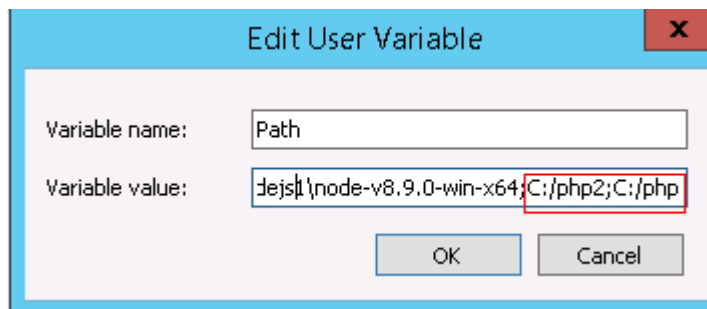 Edit User Variable
x
Variable name:
Path
Variable value:
dejs1\node-v8.9.0-win-x64;C:/php2;C:/php
OK
Cancel